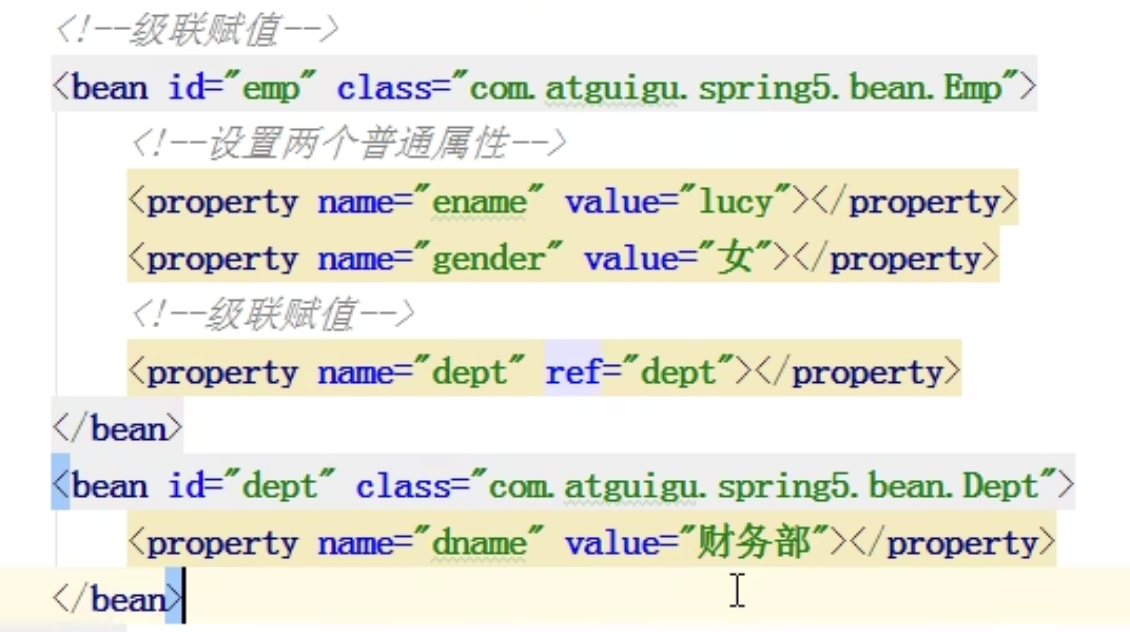 <!--级联赋值-->
<bean id="emp" class="com.atguigu.spring5.bean.Emp">
<!--设置两个普通属性-->
<property name="ename" value="lucy"></property>
<property name="gender" value="女"></property>
<!--级联赋值-->
<property name="dept" ref="dept"></property>
</bean>
<bean id="dept" class="com.atguigu.spring5.bean.Dept">
<property name="dname" value="财务部"></property>
</bean>